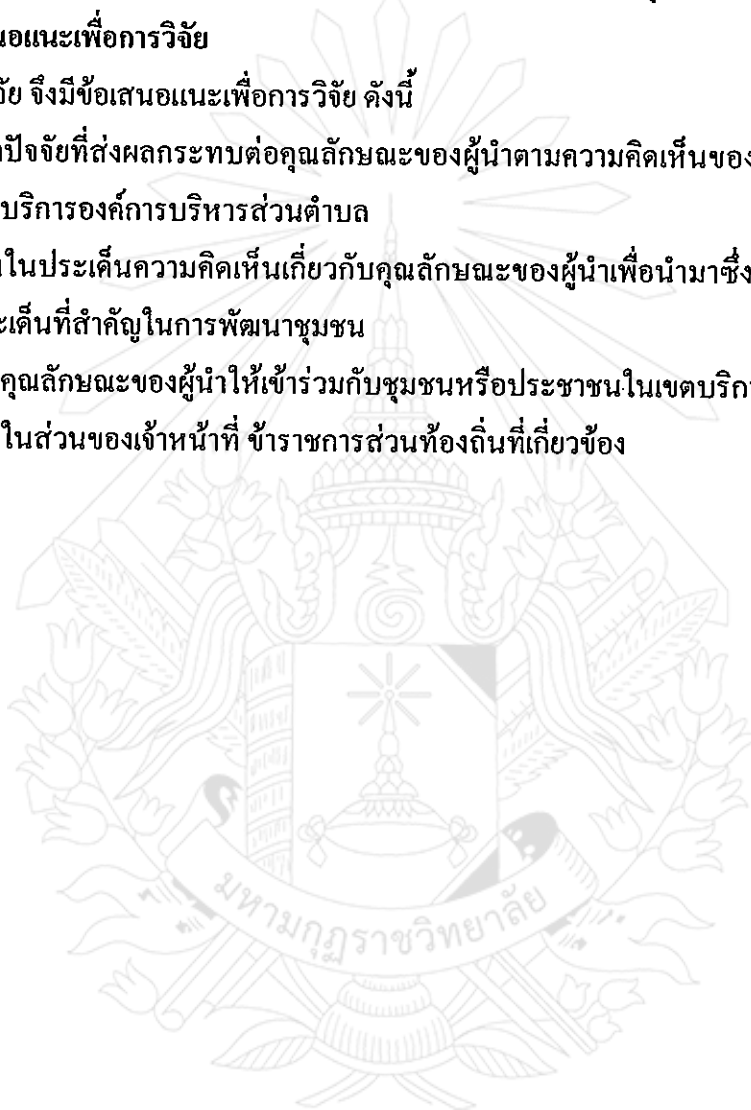 นอแนะเพื่อการวิจัย
จัย จึงมีข้อเสนอแนะเพื่อการวิจัย ดังนี้
าปัจจัยที่ส่งผลกระทบต่อคุณลักษณะของผู้นำตามความคิดเห็นของ
บริการองค์การบริหารส่วนตำบล
ในประเด็นความคิดเห็นเกี่ยวกับคุณลักษณะของผู้นำเพื่อนำมาซึ่ง
ะเด็นที่สำคัญในการพัฒนาชุมชน
คุณลักษณะของผู้นำให้เข้าร่วมกับชุมชนหรือประชาชนในเขตบริก
ในส่วนของเจ้าหน้าที่ ข้าราชการส่วนท้องถิ่นที่เกี่ยวข้อง
มหามกุฏราชวิทยาลัย